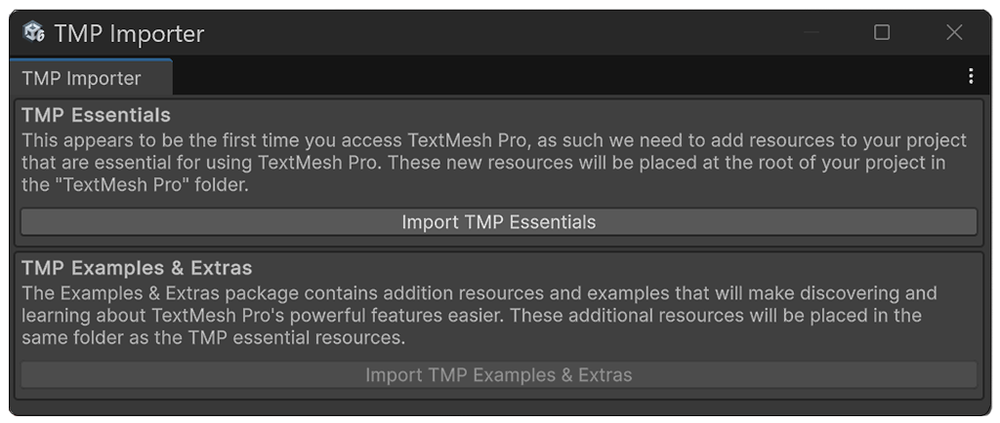 TMP Importer
TMP Importer
TMP Essentials
This appears to be the first time you access TextMesh Pro, as such we need to add resources to your project
that are essential for using TextMesh Pro. These new resources will be placed at the root of your project in
the "TextMesh Pro" folder.
Import TMP Essentials
TMP Examples & Extras
The Examples & Extras package contains addition resources and examples that will make discovering and
learning about TextMesh Pro's powerful features easier. These additional resources will be placed in the
same folder as the TMP essential resources.
Import TMP Examples & Extras